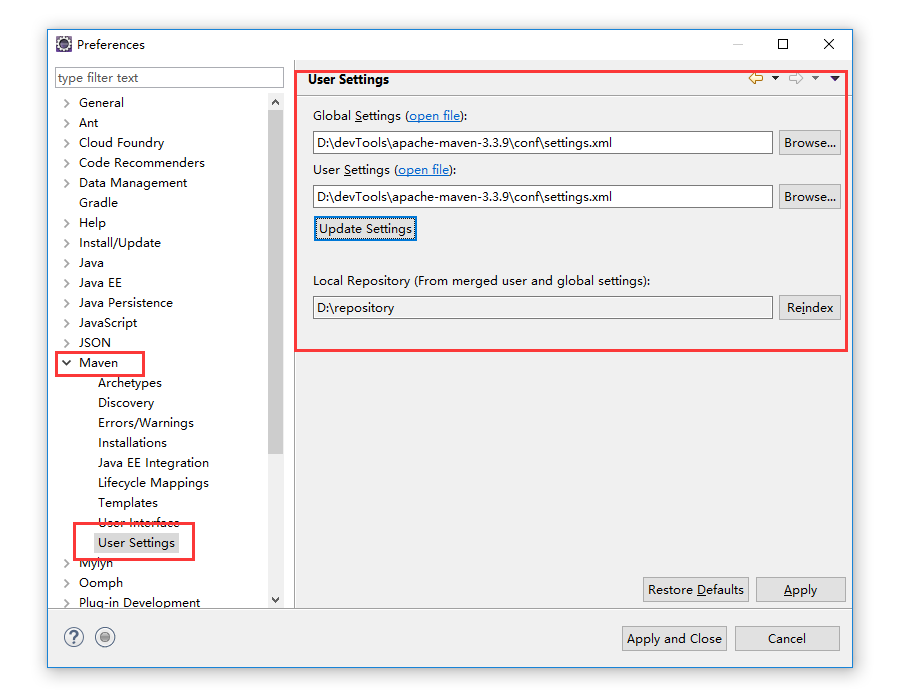 Preferences
type filter text
General
Ant
Cloud Foundry
Code Recommenders
Data Management
Gradle
Help
Install/Update
Java
Java EE
Java Persistence
JavaScript
JSON
Maven
Archetypes
Discovery
Errors/Warnings
Installations
Java EE Integration
Lifecycle Mappings
Templates
User Interface
User Settings
Mylyn
Oomph
Plug-in Development
User Settings
Global Settings (open file):
D:\devTools\apache-maven-3.3.9\conf\settings.xml Browse...
User Settings (open file):
D:\devTools\apache-maven-3.3.9\conf\settings.xml Browse...
Update Settings
Local Repository (From merged user and global settings):
D:\repository Reindex
Restore Defaults Apply
? Apply and Close Cancel